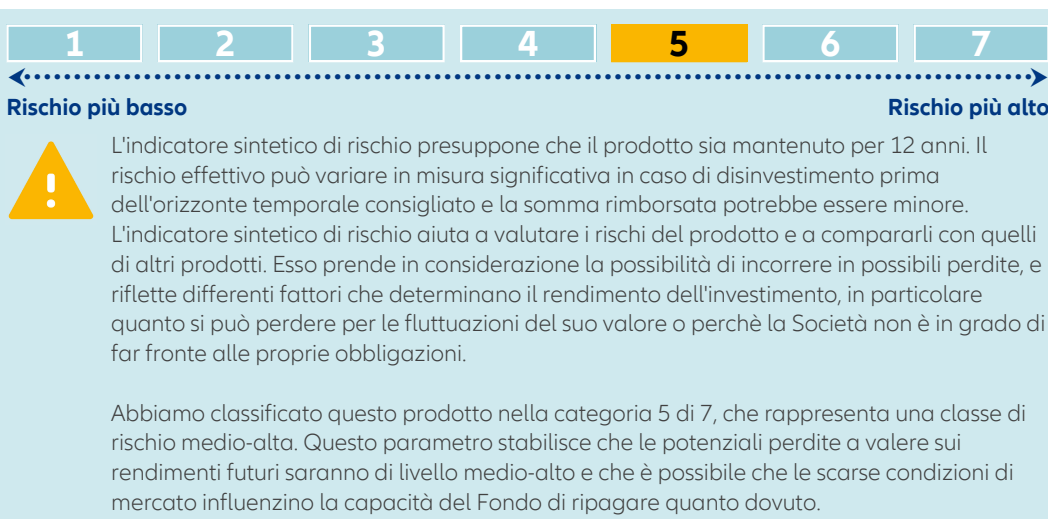 1 2 3 4 5 6 7
Rischio più basso Rischio più alto
L'indicatore sintetico di rischio presuppone che il prodotto sia mantenuto per 12 anni. Il
rischio effettivo può variare in misura significativa in caso di disinvestimento prima
dell'orizzonte temporale consigliato e la somma rimborsata potrebbe essere minore.
L'indicatore sintetico di rischio aiuta a valutare i rischi del prodotto e a compararli con quelli
di altri prodotti. Esso prende in considerazione la possibilità di incorrere in possibili perdite, e
riflette differenti fattori che determinano il rendimento dell'investimento, in particolare
quanto si può perdere per le fluttuazioni del suo valore o perchè la Società non è in grado di
far fronte alle proprie obbligazioni.
Abbiamo classificato questo prodotto nella categoria 5 di 7, che rappresenta una classe di
rischio medio-alta. Questo parametro stabilisce che le potenziali perdite a valere sui
rendimenti futuri saranno di livello medio-alto e che è possibile che le scarse condizioni di
mercato influenzino la capacità del Fondo di ripagare quanto dovuto.